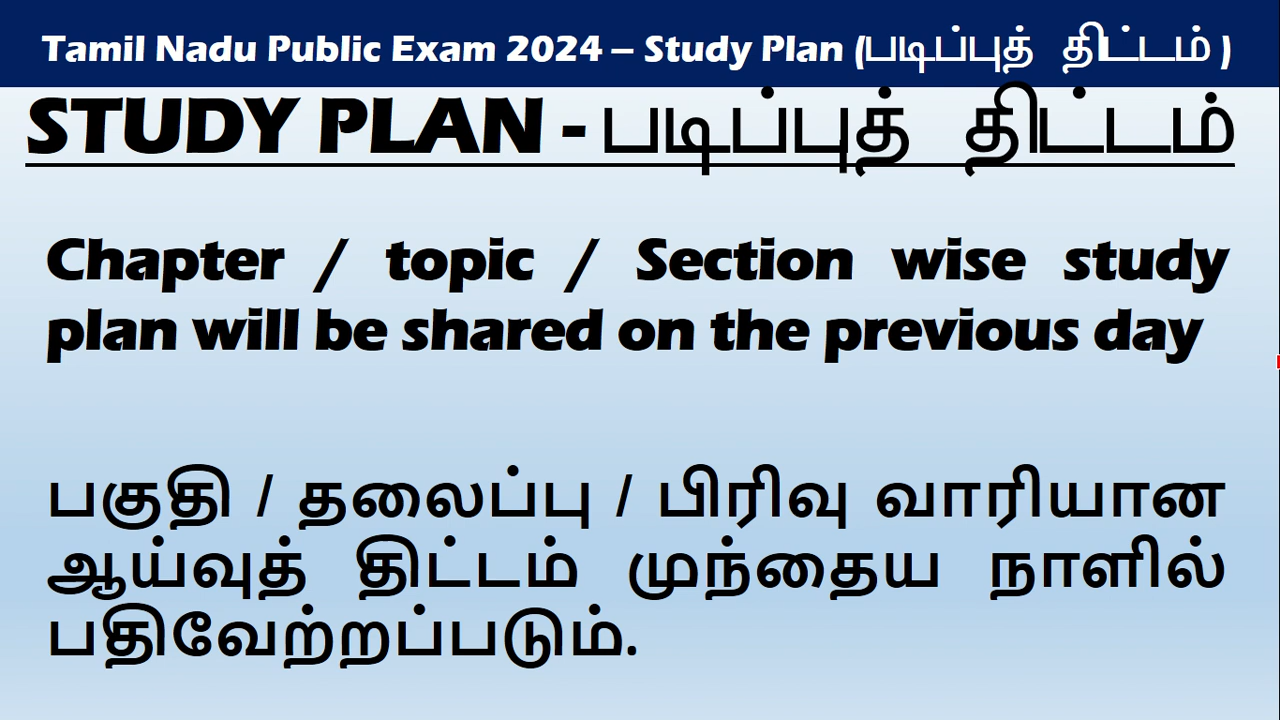 Tamil Nadu Public Exam 2024 – Study Plan (படிப்புத் திட்டம் )
STUDY PLAN - படிப்புத் திட்டம்
Chapter / topic / Section wise study
plan will be shared on the previous day
பகுதி / தலைப்பு / பிரிவு வாரியான
ஆய்வுத் திட்டம் முந்தைய நாளில்
பதிவேற்றப்படும்.